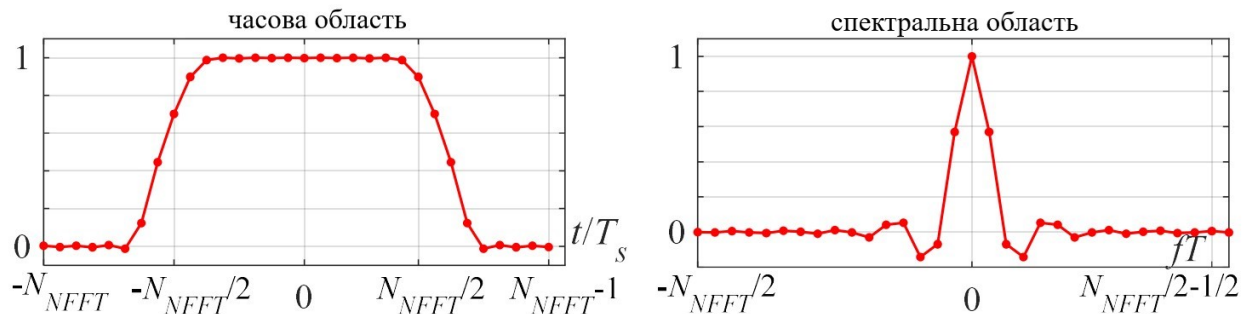 часова область
1
0
t/T_s
-N_NFFT
-N_NFFT/2
0
N_NFFT/2
N_NFFT-1
спектральна область
1
0
fT
-N_NFFT/2
0
N_NFFT/2-1/2